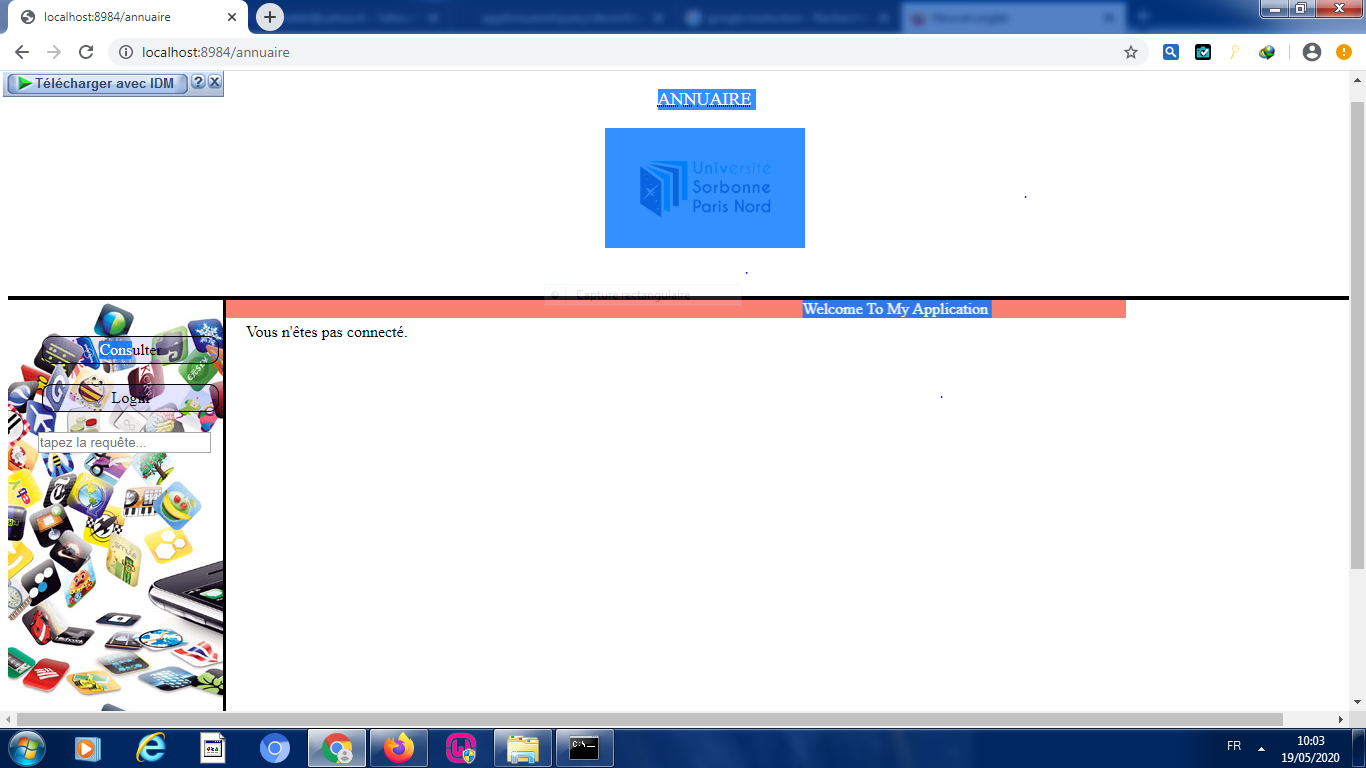 localhost:8984/annuaire
localhost:8984/annuaire
Télécharger avec IDM
?
ANNUAIRE
Université
Sorbonne
Paris Nord
Capture rectangulaire
Welcome To My Application
Vous n'êtes pas connecté.
Consulter
Login
tapez la requête...
FR
10:03
19/05/2020